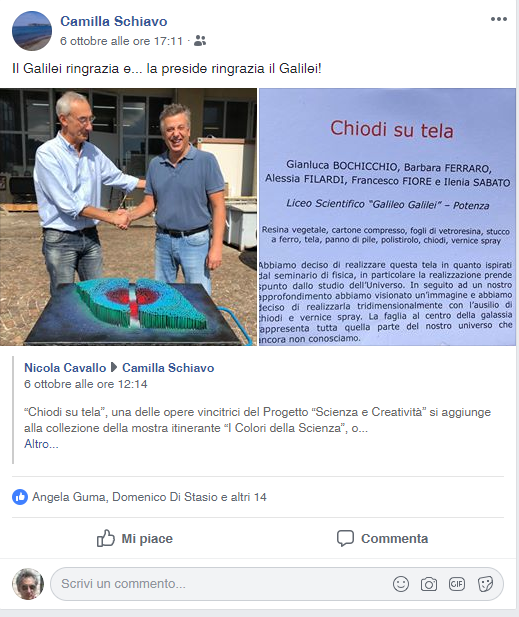 Camilla Schiavo
6 ottobre alle ore 17:11 ·
Il Galilei ringrazia e... la preside ringrazia il Galilei!
Chiodi su tela
Gianluca BOCHICCHIO, Barbara FERRARO,
Alessia FILARDI, Francesco FIORE e Ilenia SABATO
Liceo Scientifico “Galileo Galilei” – Potenza
Resina vegetale, cartone compresso, fogli di vetroresina, stucco
a ferro, tela, panno di pile, polistirolo, chiodi, vernice spray
Abbiamo deciso di realizzare questa tela in quanto ispirati
dal seminario di fisica, in particolare la realizzazione prende
spunto dallo studio dell'Universo. In seguito ad un nostro
approfondimento abbiamo visionato un'immagine e abbiamo
deciso di realizzarla tridimensionalmente con l'ausilio di
chiodi e vernice spray. La faglia al centro della galassia
rappresenta tutta quella parte del nostro universo che
ancora non conosciamo.
Nicola Cavallo Camilla Schiavo
6 ottobre alle ore 12:14
“Chiodi su tela”, una delle opere vincitrici del Progetto “Scienza e Creatività” si aggiunge
alla collezione della mostra itinerante “I Colori della Scienza”, o...
Altro...
Angela Guma, Domenico Di Stasio e altri 14
Mi piace
Commenta
Scrivi un commento...
GIF